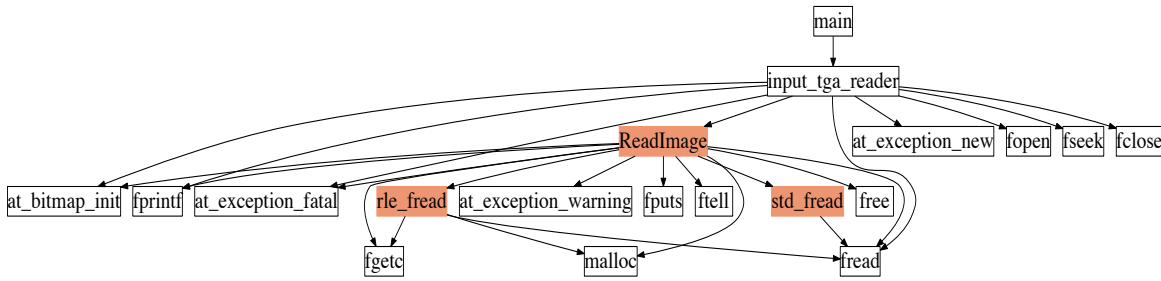 main
input_tga_reader
ReadImage
at_exception_new
fopen
fseek
fclose
at_bitmap_init
fprintf
at_exception_fatal
rle_fread
at_exception_warning
fputs
ftell
std_fread
free
fgetc
malloc
fread